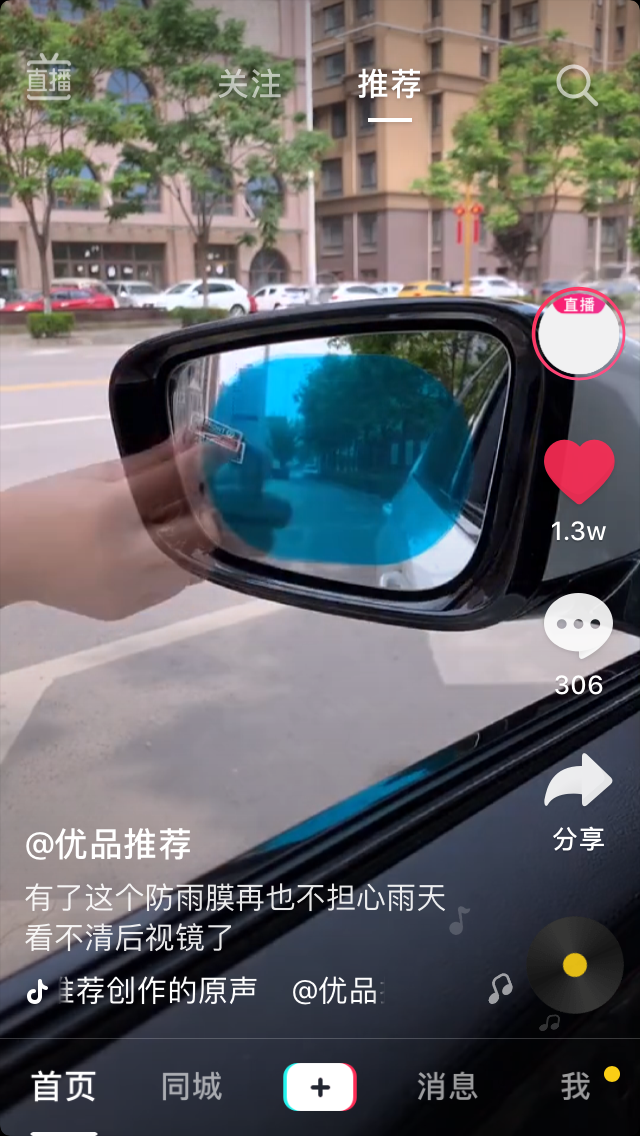 直播
关注
推荐
直播
1.3w
306
分享
@优品推荐
有了这个防雨膜再也不担心雨天
看不清后视镜了
推荐创作的原声 @优品
首页
同城
消息
我